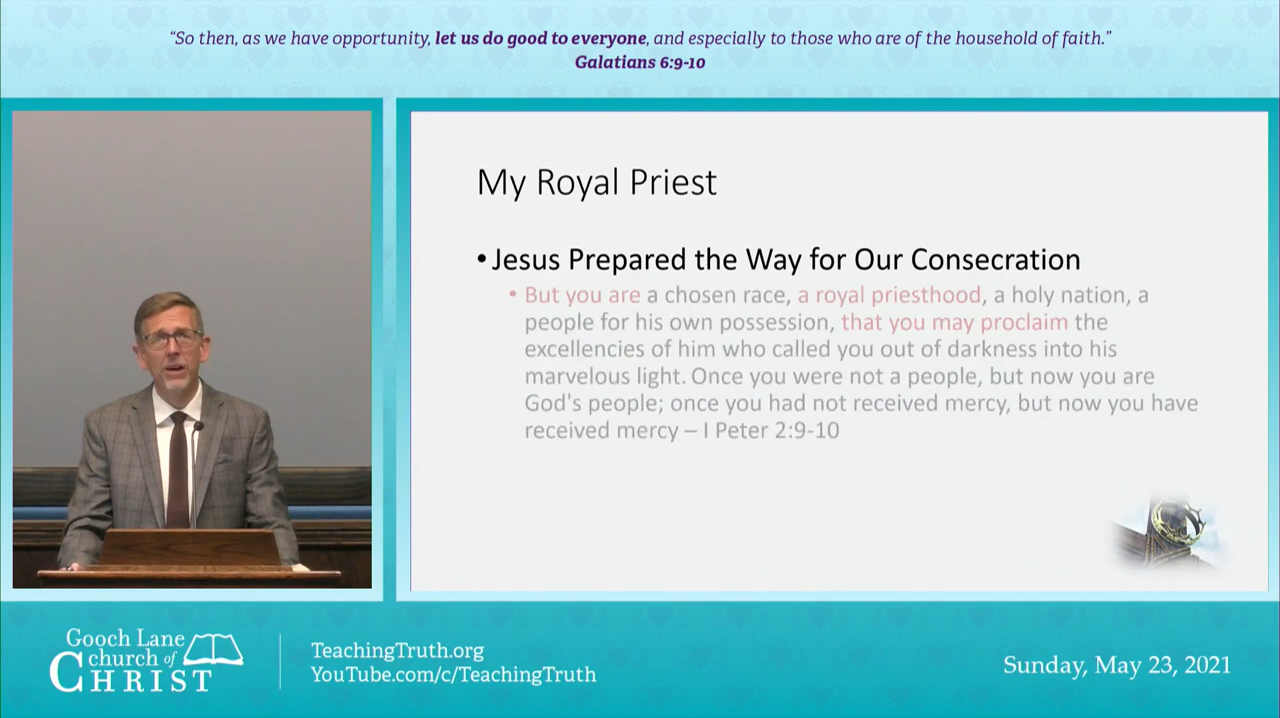 “So then, as we have opportunity, let us do good to everyone, and especially to those who are of the household of faith.”
Galatians 6:9-10
My Royal Priest
• Jesus Prepared the Way for Our Consecration
• But you are a chosen race, a royal priesthood, a holy nation, a
people for his own possession, that you may proclaim the
excellencies of him who called you out of darkness into his
marvelous light. Once you were not a people, but now you are
God's people; once you had not received mercy, but now you have
received mercy – I Peter 2:9-10
Gooch Lane
church of
CHRIST
TeachingTruth.org
YouTube.com/c/TeachingTruth
Sunday, May 23, 2021